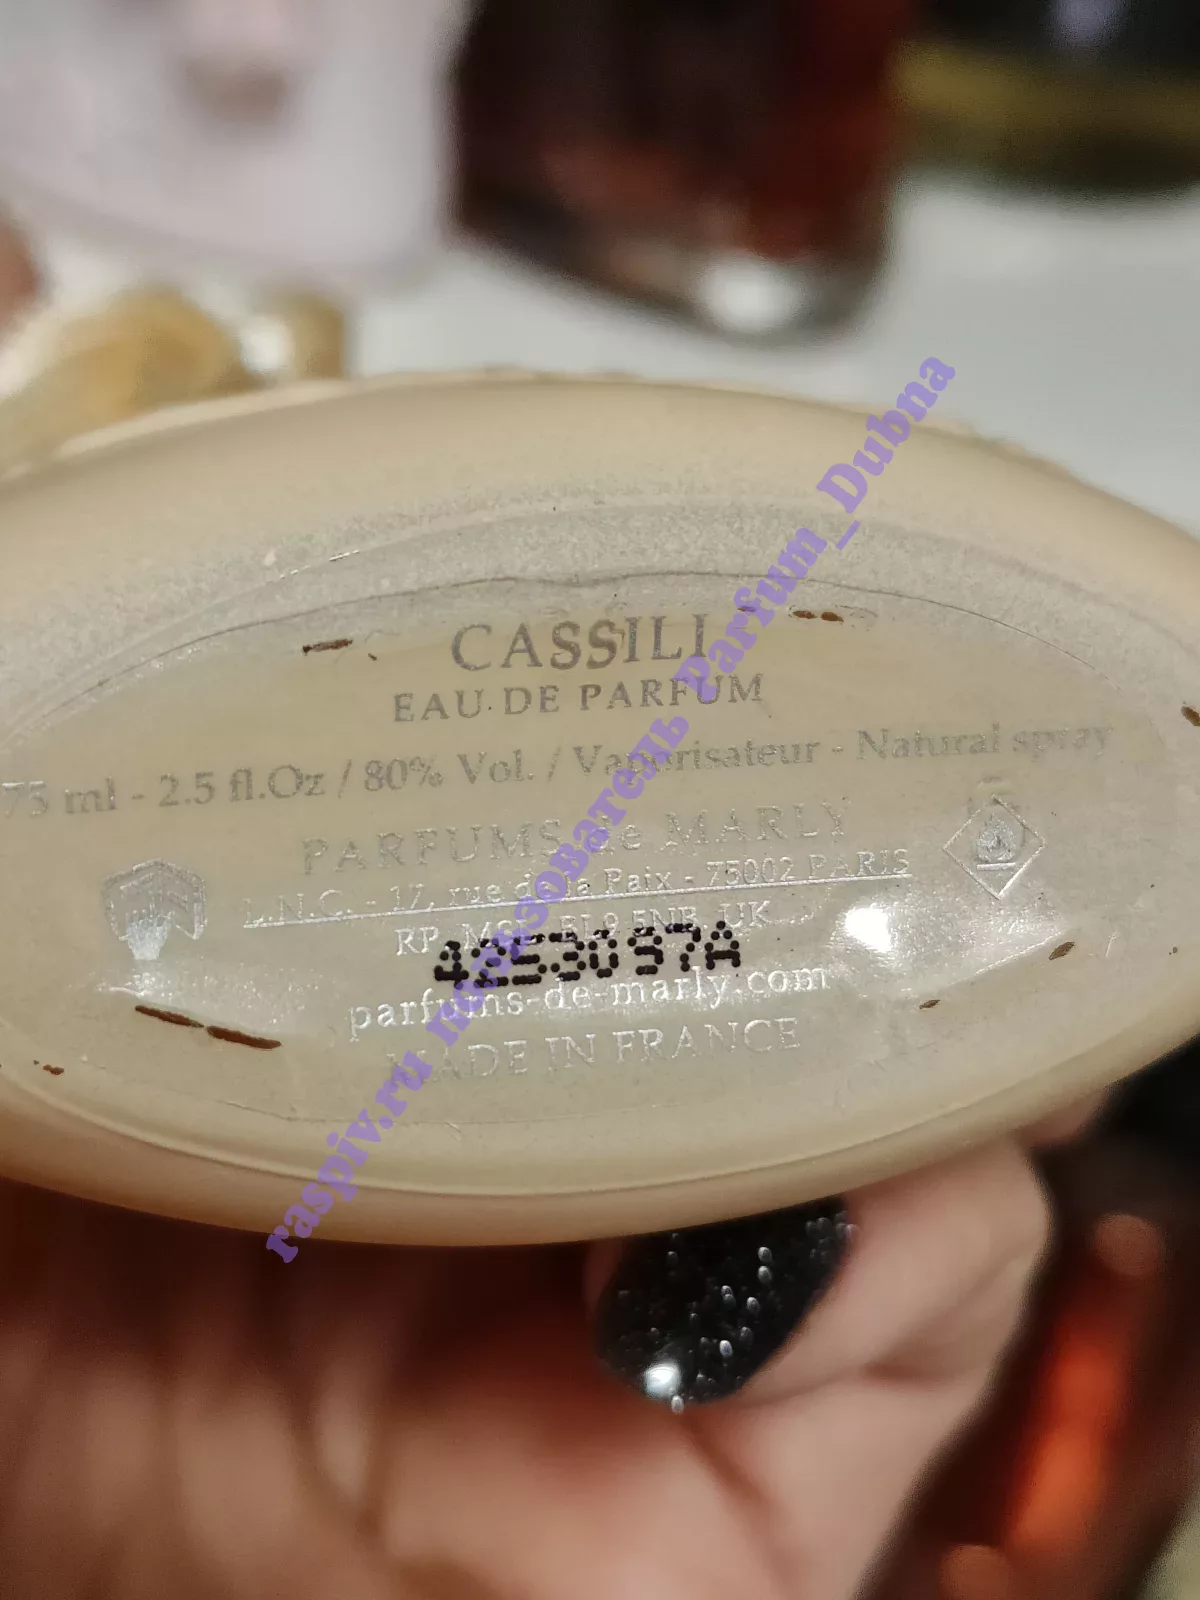 CASSILI
EAU DE PARFUM
75 ml - 2.5 fl.Oz / 80% Vol. / Vaporisateur - Natural spray
PARFUMS de MARLY
L.N.C. - 17, rue de la Paix - 75002 PARIS
RP, MSL, BL9 5NB, UK
4253097A
parfums-de-marly.com
MADE IN FRANCE
raspiv.ru пользователь Parfum_Dubna